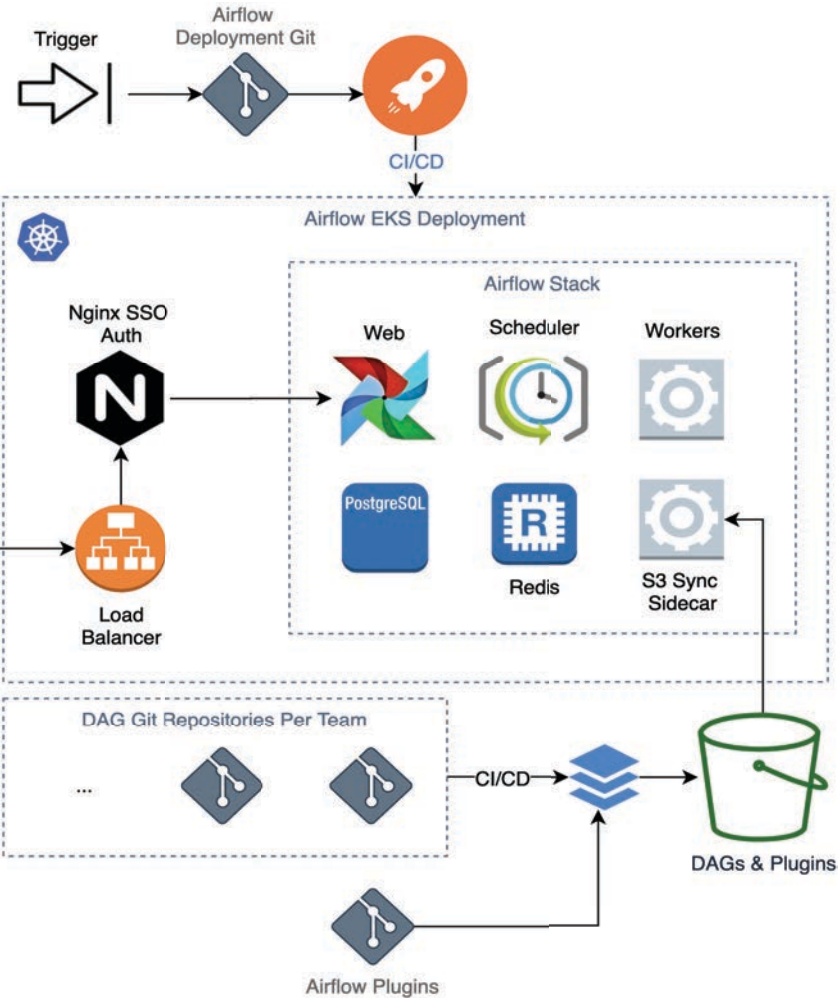 Trigger
Airflow
Deployment Git
CI/CD
Airflow EKS Deployment
Airflow Stack
Nginx SSO
Auth
N
Web
Scheduler
Workers
PostgreSQL
R
Redis
S3 Sync
Sidecar
Load
Balancer
DAG Git Repositories Per Team
...
CI/CD
DAGs & Plugins
Airflow Plugins